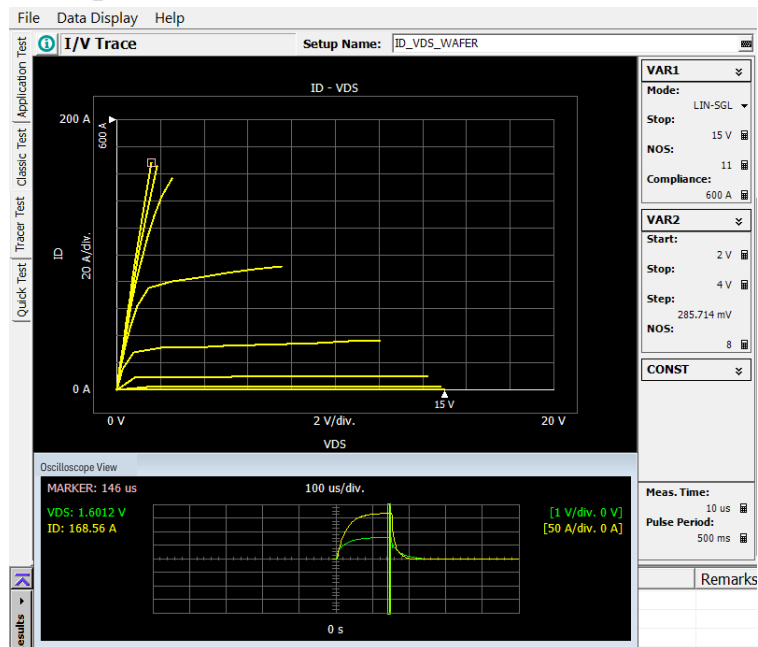 File Data Display Help
I/V Trace Setup Name: ID_VDS_WAFER
Application Test
Classic Test
Tracer Test
Quick Test
ID - VDS
200 A
600 A
ID
20 A/div.
0 A
15 V
0 V 2 V/div. 20 V
VDS
VAR1
Mode:
LIN-SGL
Stop:
15 V
NOS:
11
Compliance:
600 A
VAR2
Start:
2 V
Stop:
4 V
Step:
285.714 mV
NOS:
8
CONST
Meas. Time:
10 us
Pulse Period:
500 ms
Oscilloscope View
MARKER: 146 us 100 us/div.
VDS: 1.6012 V [1 V/div. 0 V]
ID: 168.56 A [50 A/div. 0 A]
0 s
Remarks